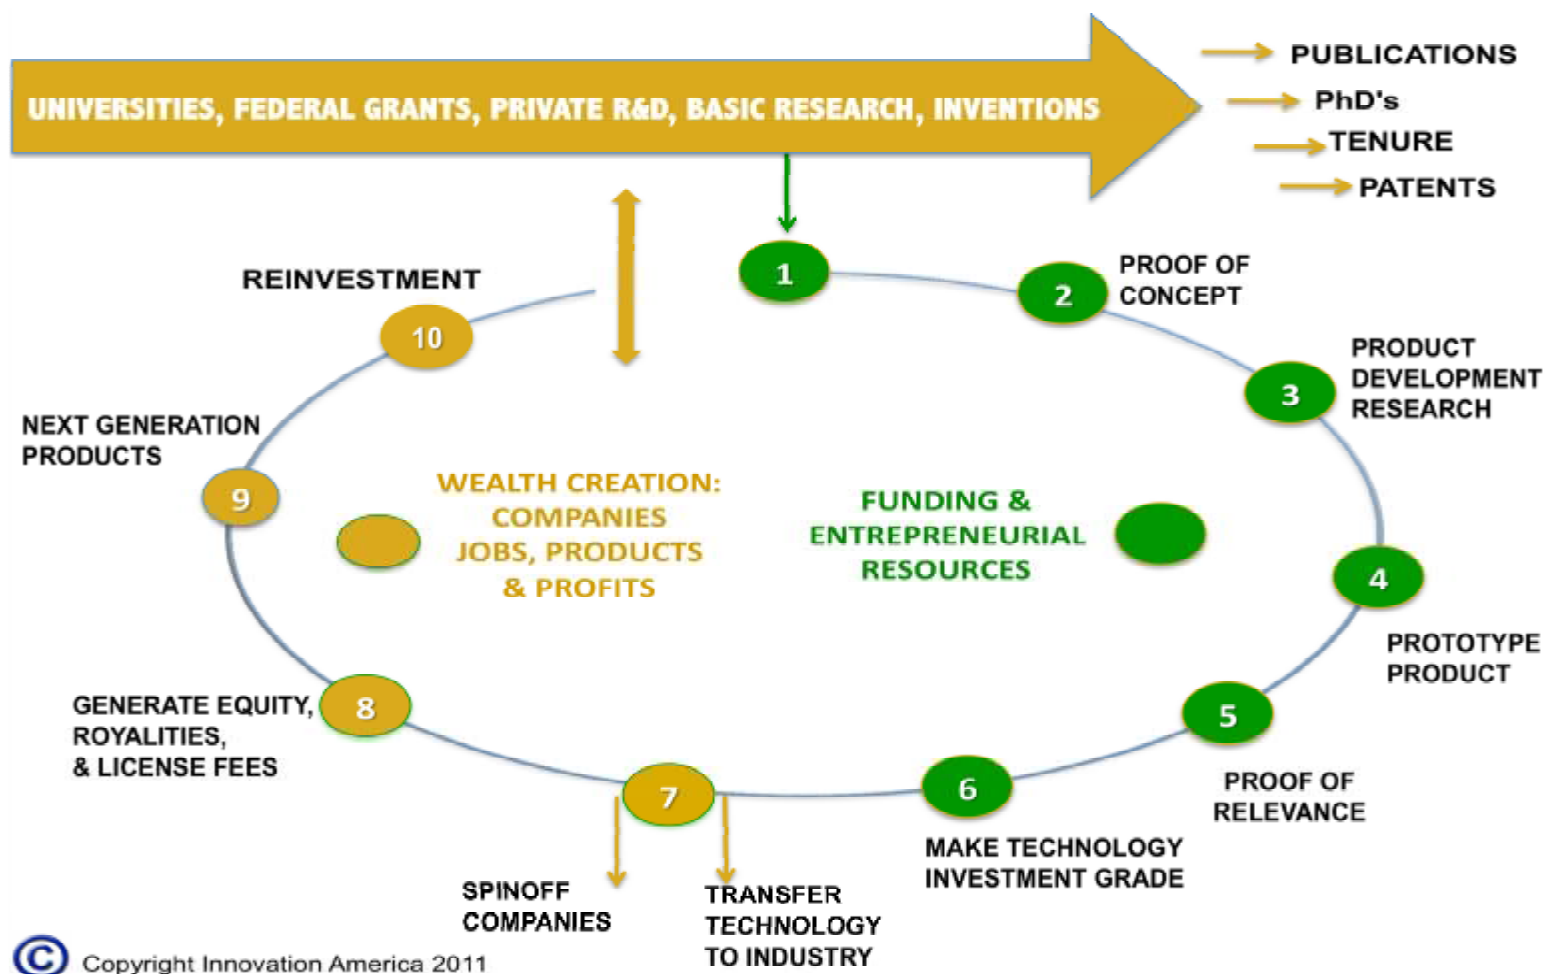 UNIVERSITIES, FEDERAL GRANTS, PRIVATE R&D, BASIC RESEARCH, INVENTIONS
PUBLICATIONS
PhD's
TENURE
PATENTS
1
2
PROOF OF
CONCEPT
3
PRODUCT
DEVELOPMENT
RESEARCH
4
PROTOTYPE
PRODUCT
5
PROOF OF
RELEVANCE
6
MAKE TECHNOLOGY
INVESTMENT GRADE
7
SPINOFF
COMPANIES
TRANSFER
TECHNOLOGY
TO INDUSTRY
8
GENERATE EQUITY,
ROYALITIES,
& LICENSE FEES
9
NEXT GENERATION
PRODUCTS
10
REINVESTMENT
WEALTH CREATION:
COMPANIES
JOBS, PRODUCTS
& PROFITS
FUNDING &
ENTREPRENEURIAL
RESOURCES
© Copyright Innovation America 2011